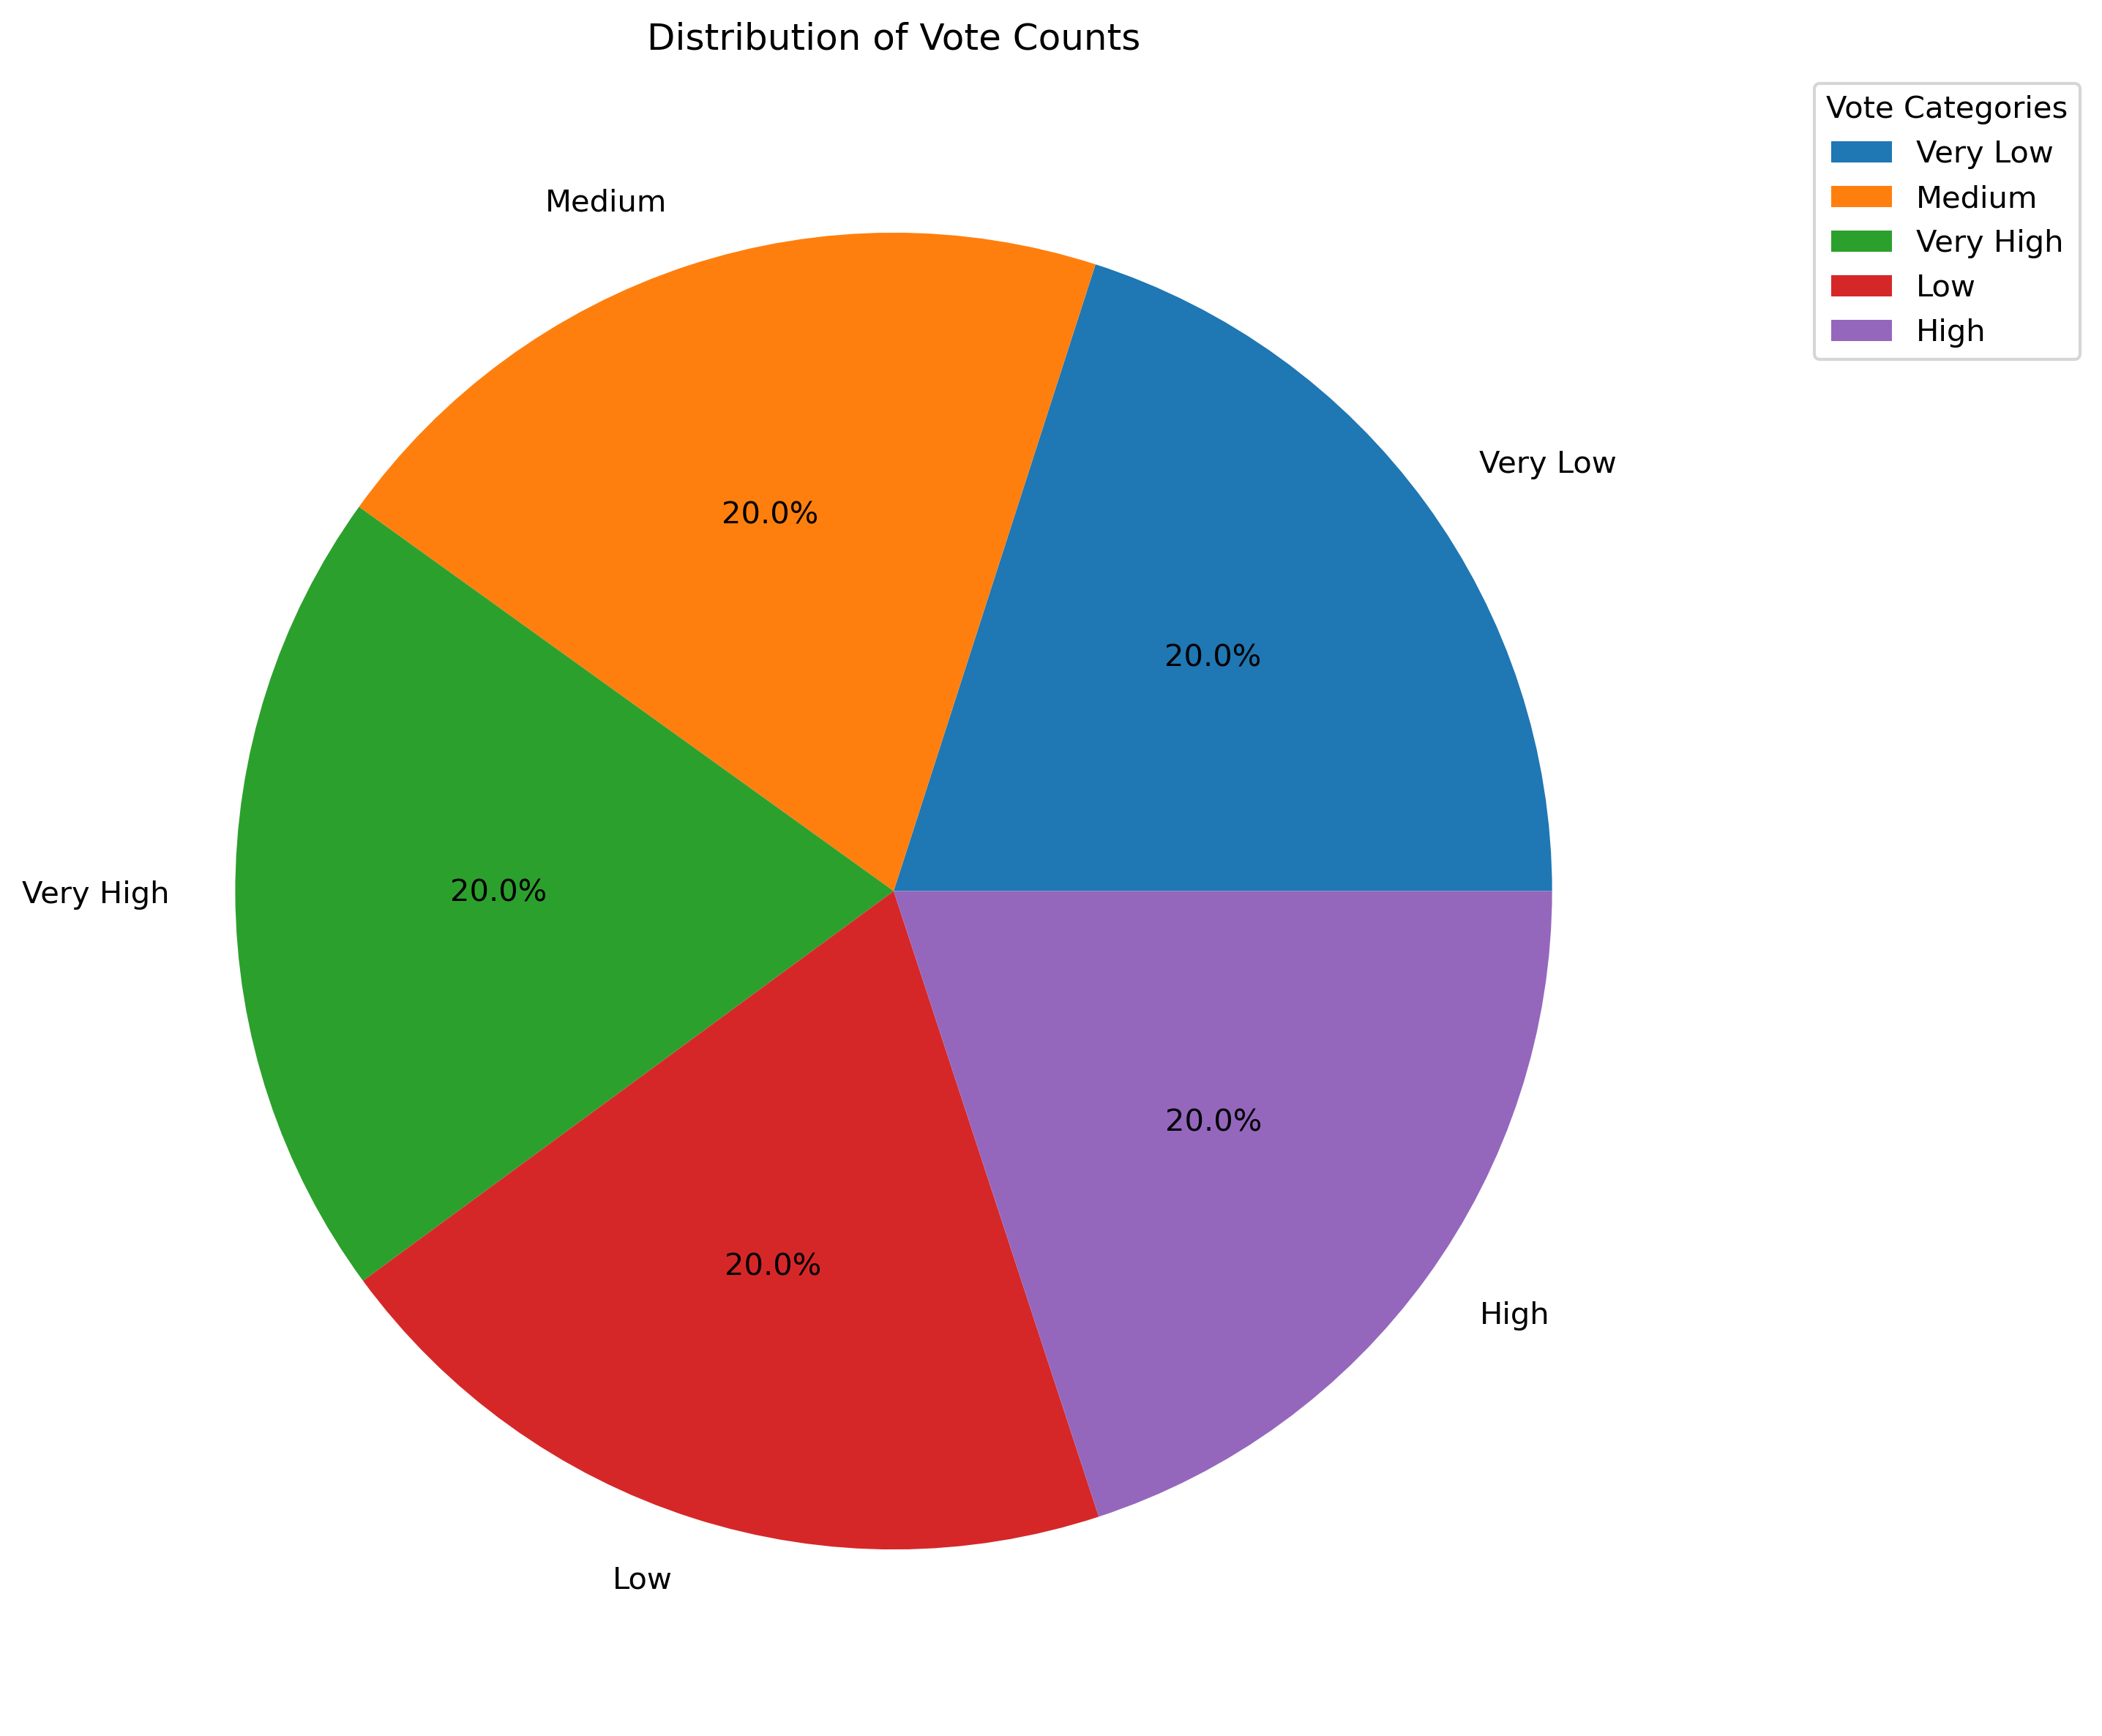 Distribution of Vote Counts
Vote Categories
Very Low
Medium
Very High
Low
High
Medium
Very Low
20.0%
20.0%
Very High
20.0%
20.0%
20.0%
High
Low